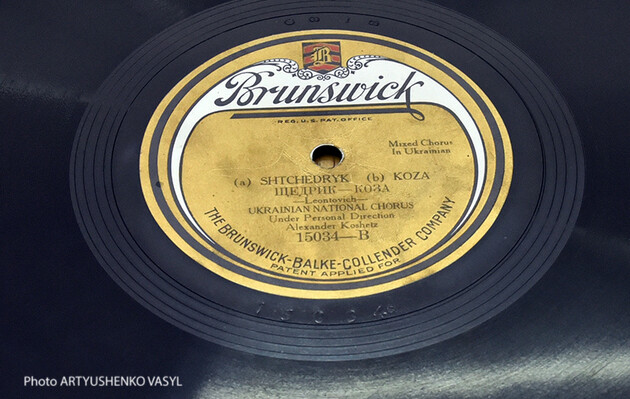 B
Brunswick
REG. U.S. PAT. OFFICE
Mixed Chorus
In Ukrainian
(a) SHTCHEDRYK (b) KOZA
ЩЕДРИК—КОЗА
—Leontovich—
UKRAINIAN NATIONAL CHORUS
Under Personal Direction
Alexander Koshetz
15034—B
THE BRUNSWICK-BALKE-COLLENDER COMPANY
PATENT APPLIED FOR
Photo ARTYUSHENKO VASYL